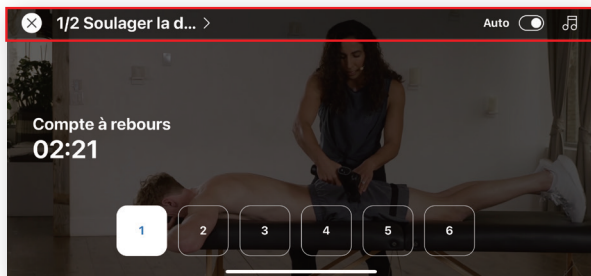 1/2 Soulager la d... >
Auto
Compte à rebours
02:21
1 2 3 4 5 6